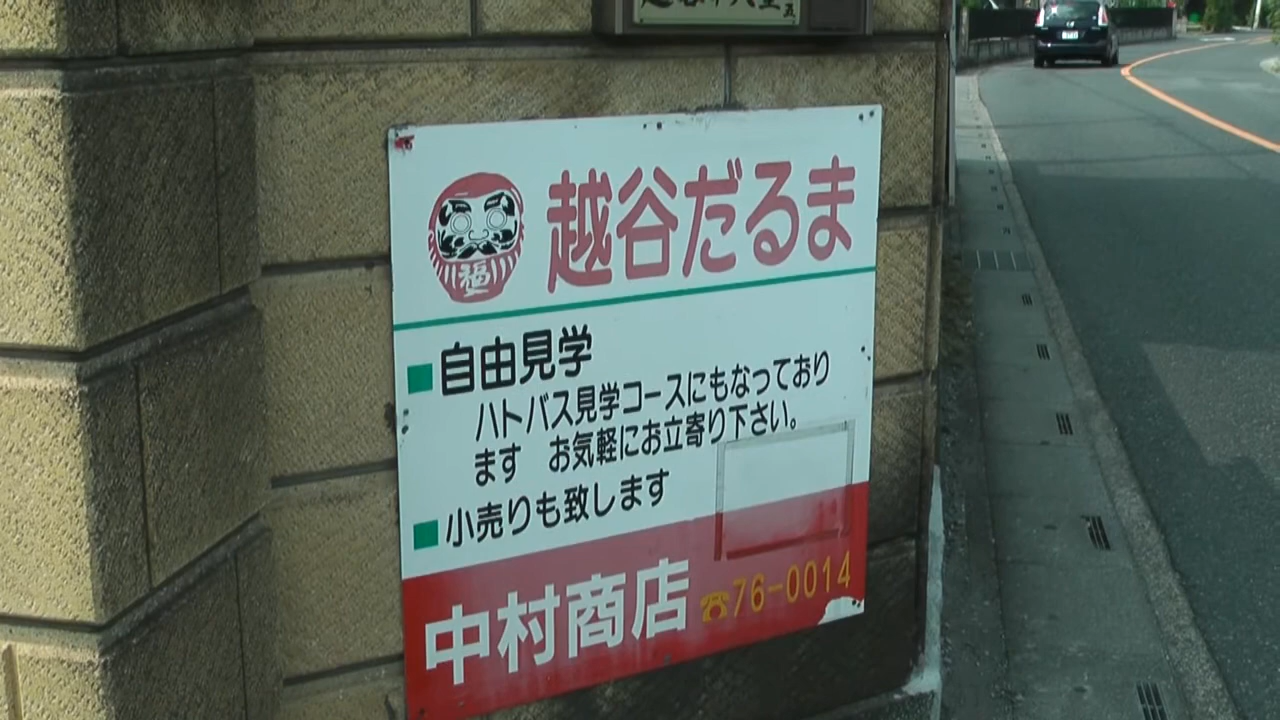 越谷だるま
福
■自由見学
ハトバス見学コースにもなっており
ます　お気軽にお立寄り下さい。
■小売りも致します
中村商店 ☎76-0014